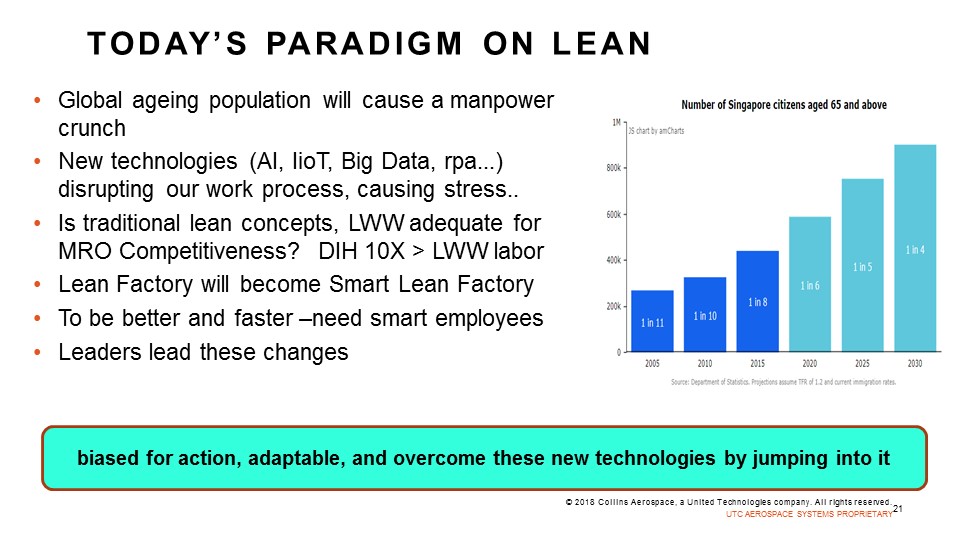 TODAY'S PARADIGM ON LEAN
• Global ageing population will cause a manpower
crunch
• New technologies (AI, IioT, Big Data, rpa...)
disrupting our work process, causing stress..
• Is traditional lean concepts, LWW adequate for
MRO Competitiveness? DIH 10X > LWW labor
• Lean Factory will become Smart Lean Factory
• To be better and faster –need smart employees
• Leaders lead these changes
Number of Singapore citizens aged 65 and above
JS chart by amCharts
1M
800k
600k
400k
200k
0
1 in 11
1 in 10
1 in 8
1 in 6
1 in 5
1 in 4
2005 2010 2015 2020 2025 2030
Source: Department of Statistics. Projections assume TFR of 1.2 and current immigration rates.
biased for action, adaptable, and overcome these new technologies by jumping into it
© 2018 Collins Aerospace, a United Technologies company. All rights reserved.
UTC AEROSPACE SYSTEMS PROPRIETARY
21